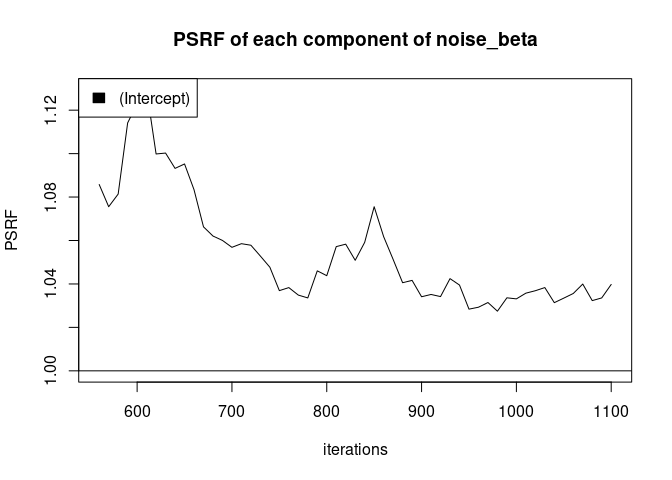 PSRF of each component of noise_beta
(Intercept)
PSRF
1.12
1.08
1.04
1.00
600 700 800 900 1000 1100
iterations